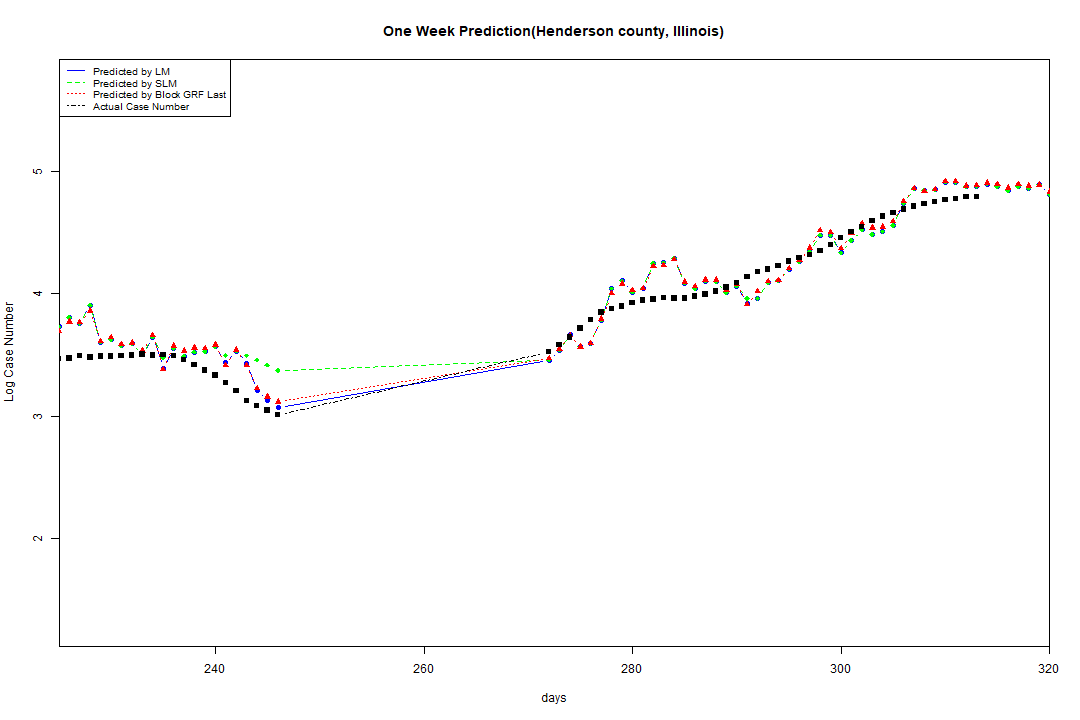 One Week Prediction(Henderson county, Illinois)
Predicted by LM
Predicted by SLM
Predicted by Block GRF Last
Actual Case Number
Log Case Number
5
4
3
2
240
260
280
300
320
days